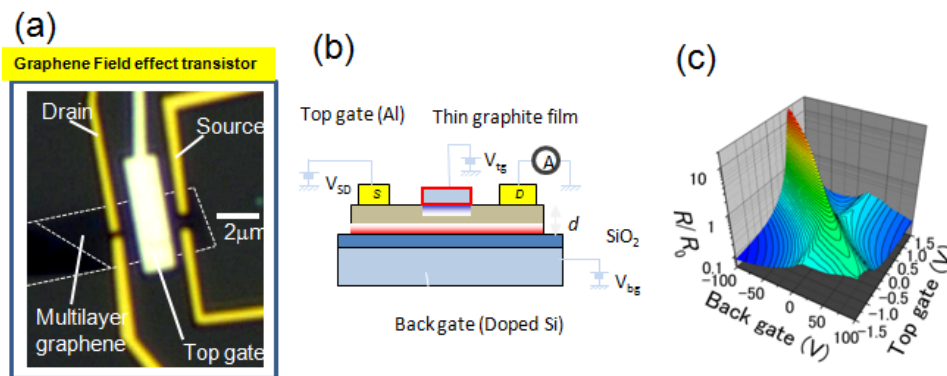 (a)
Graphene Field effect transistor
Drain
Source
2μm
Multilayer
graphene
Top gate
(b)
Top gate (Al)
Thin graphite film
V_SD
S
V_tg
D
A
d
SiO₂
V_bg
Back gate (Doped Si)
(c)
R/R₀
10
1
0.1
-100
-50
0
50
100
Back gate (V)
1.5
1.0
0.5
0.0
-0.5
-1.0
-1.5
Top gate (V)